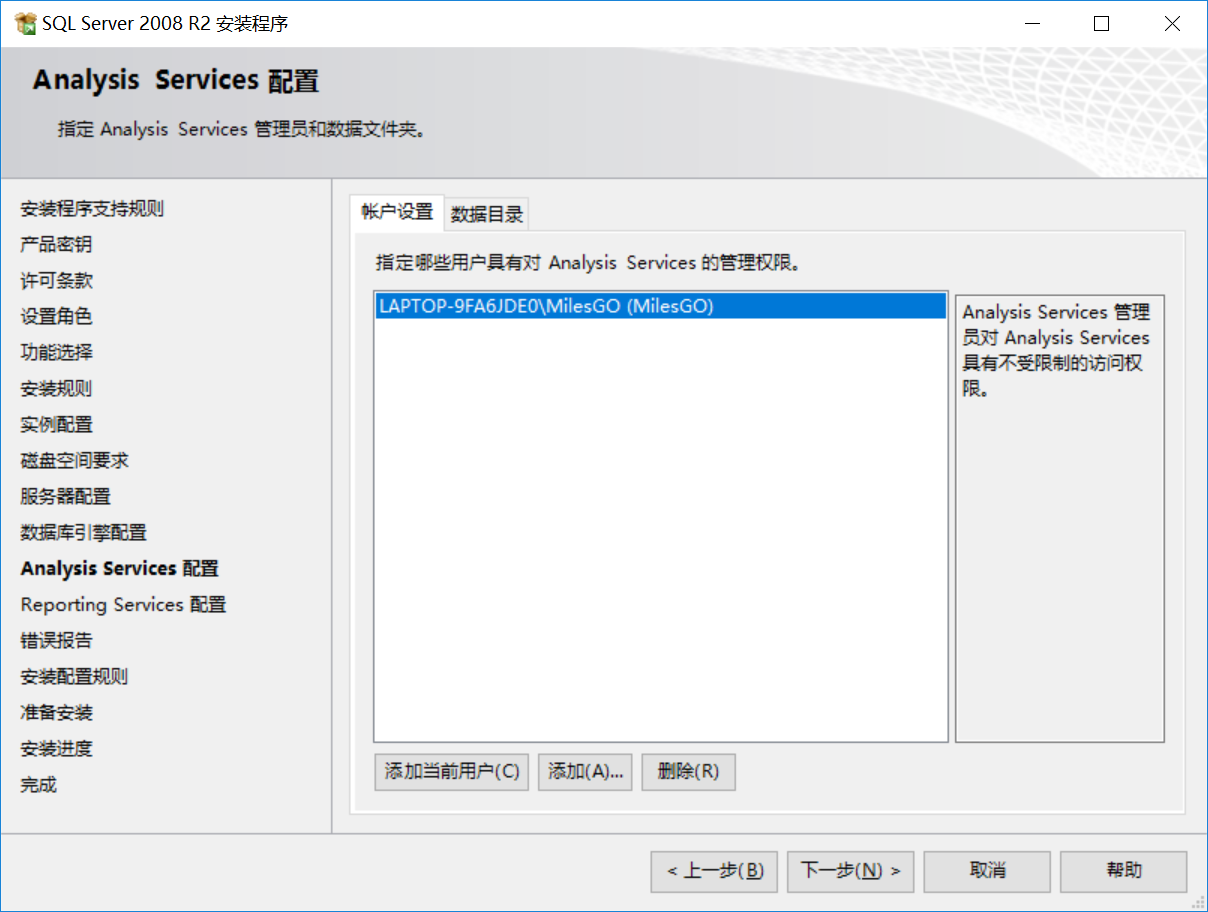 SQL Server 2008 R2 安装程序
Analysis Services 配置
指定 Analysis Services 管理员和数据文件夹。
安装程序支持规则
产品密钥
许可条款
设置角色
功能选择
安装规则
实例配置
磁盘空间要求
服务器配置
数据库引擎配置
Analysis Services 配置
Reporting Services 配置
错误报告
安装配置规则
准备安装
安装进度
完成
帐户设置 数据目录
指定哪些用户具有对 Analysis Services 的管理权限。
LAPTOP-9FA6JDE0\MilesGO (MilesGO)
Analysis Services 管理
员对 Analysis Services
具有不受限制的访问权
限。
添加当前用户(C) 添加(A)... 删除(R)
< 上一步(B) 下一步(N) > 取消 帮助